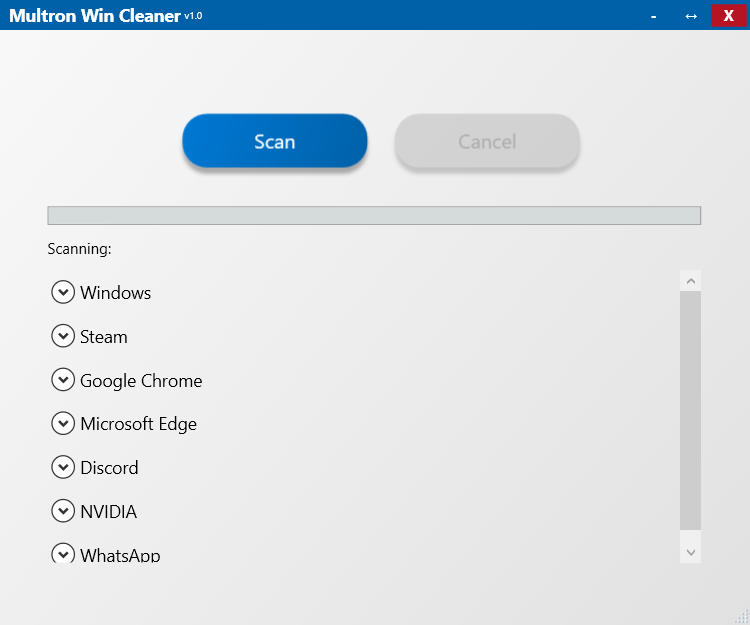 Multron Win Cleaner v1.0
- ↔ X
Scan Cancel
Scanning:
Windows
Steam
Google Chrome
Microsoft Edge
Discord
NVIDIA
WhatsApp